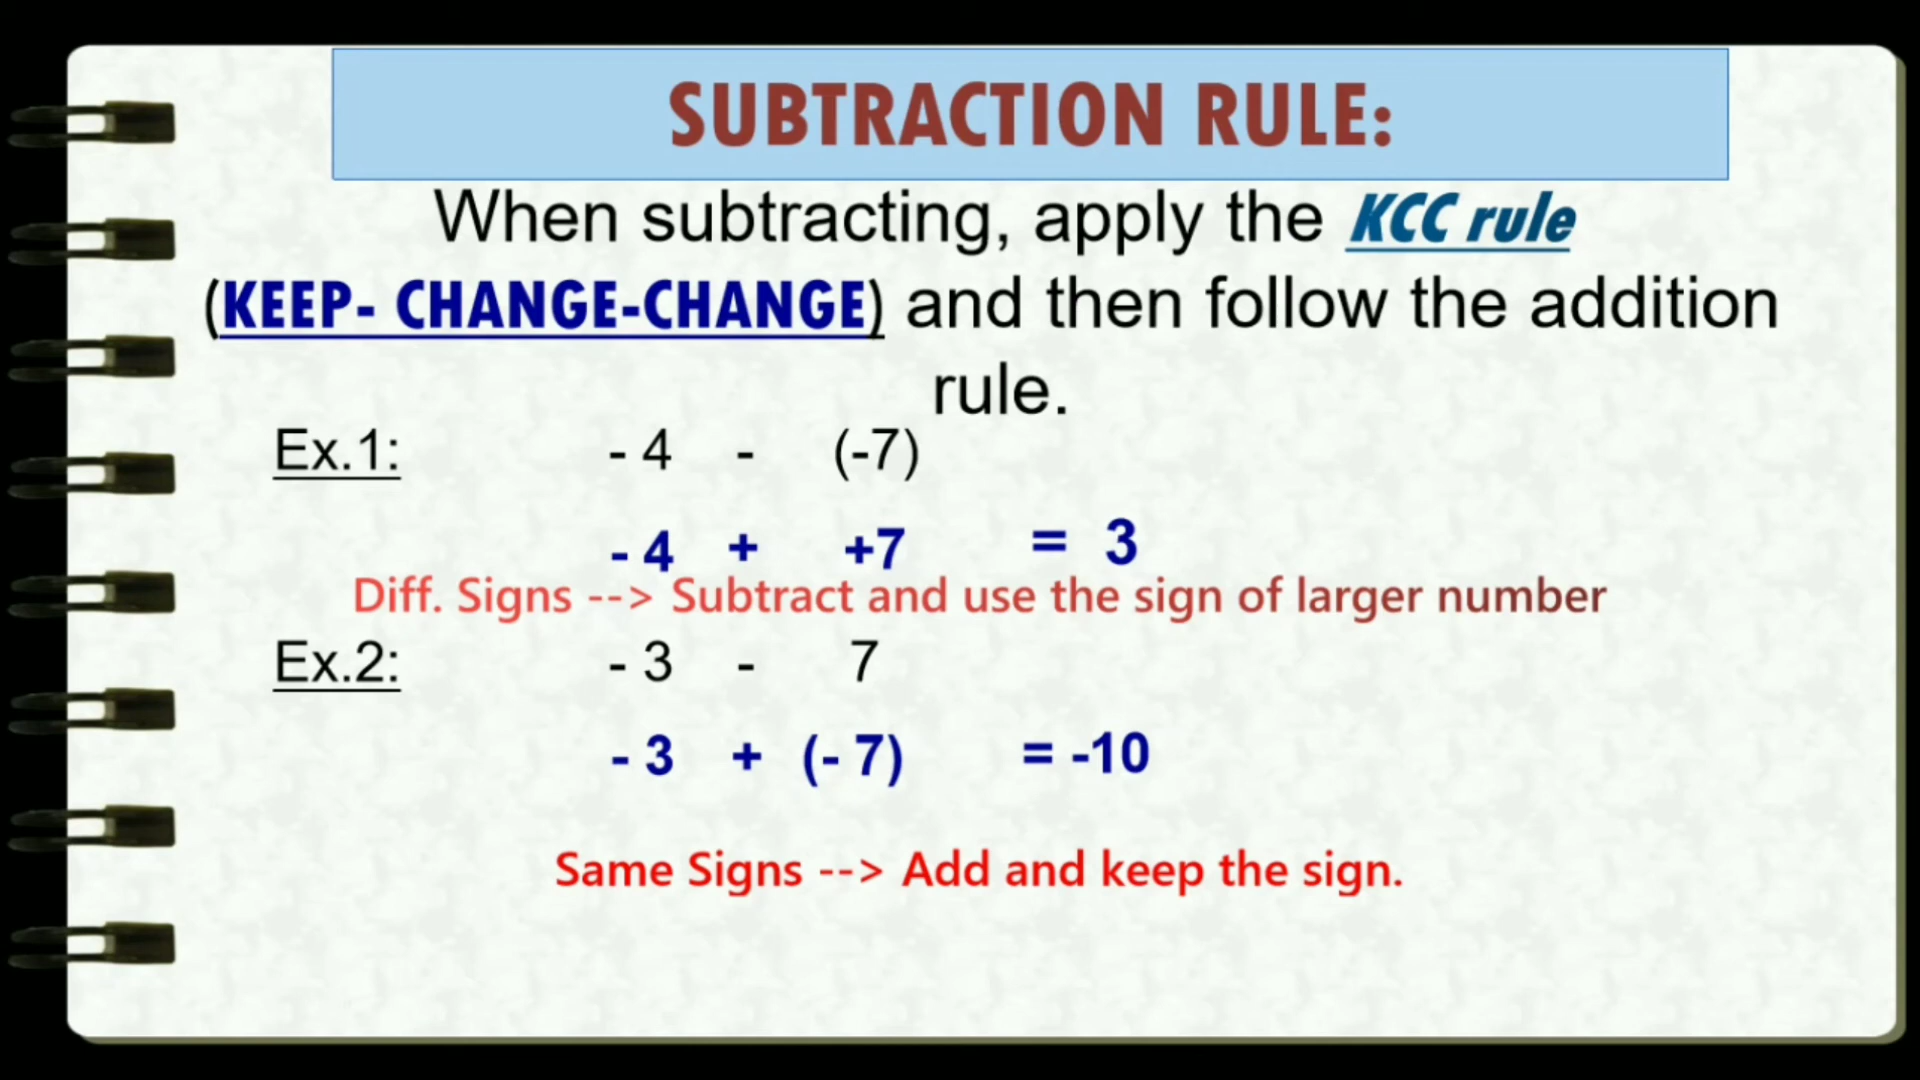 SUBTRACTION RULE:
When subtracting, apply the KCC rule
(KEEP- CHANGE-CHANGE) and then follow the addition
rule.
Ex.1: - 4 - (-7)
- 4 + +7 = 3
Diff. Signs --> Subtract and use the sign of larger number
Ex.2: - 3 - 7
- 3 + (- 7) = -10
Same Signs --> Add and keep the sign.